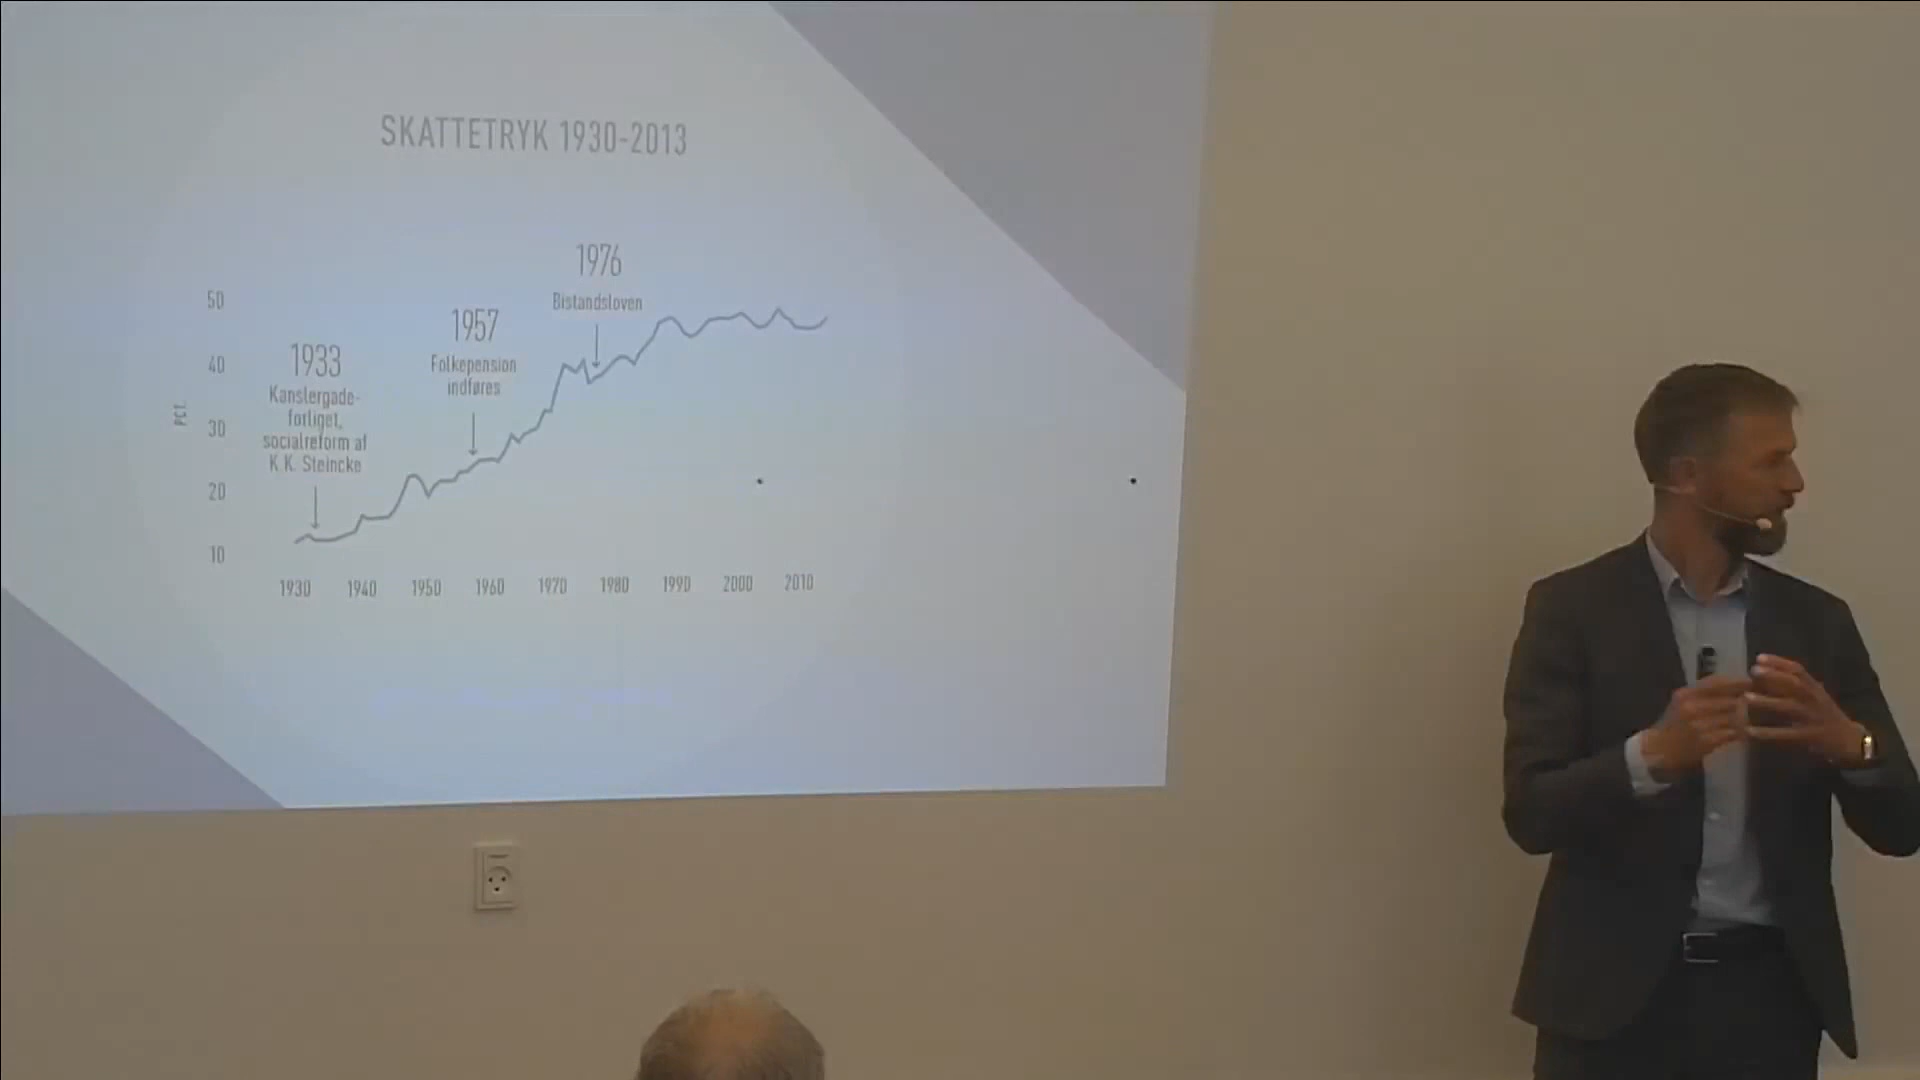 SKATTETRYK 1930-2013
1976
Bistandsloven
1957
Folkepension
indføres
1933
Kanslergade-
forliget,
socialreform af
K.K. Steincke
PCT.
50
40
30
20
10
1930 1940 1950 1960 1970 1980 1990 2000 2010